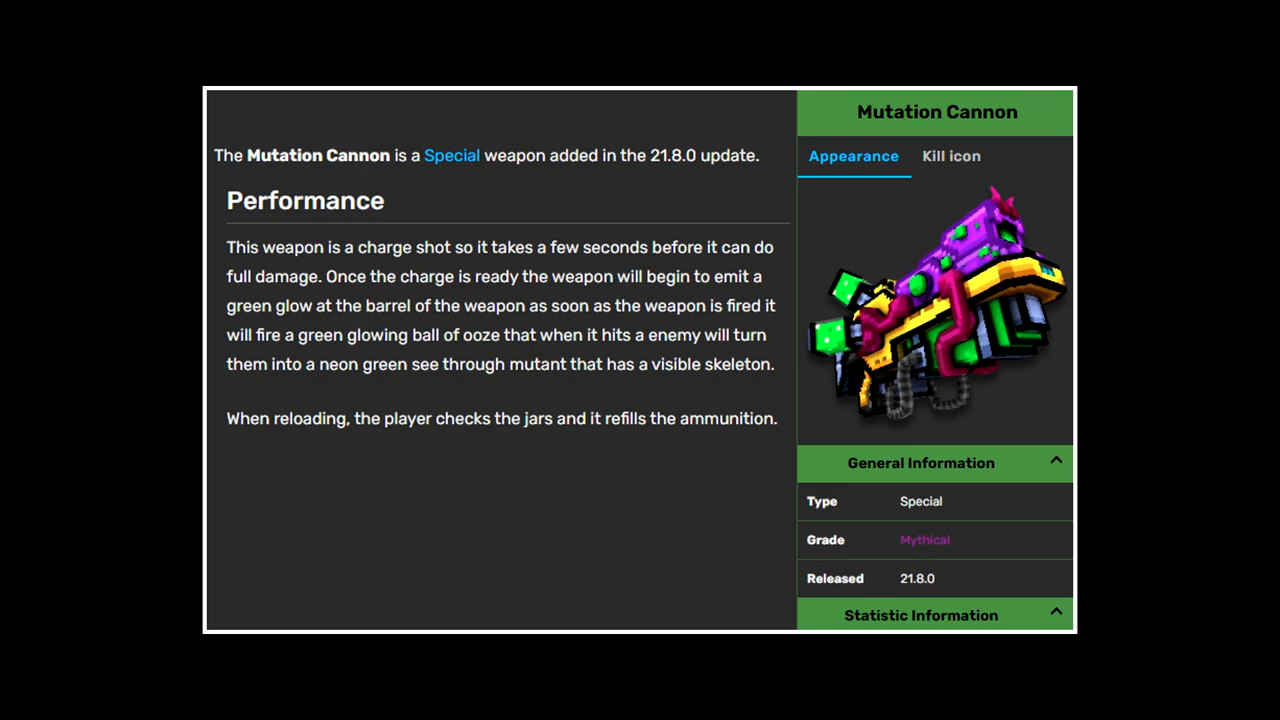 The Mutation Cannon is a Special weapon added in the 21.8.0 update.
Performance
This weapon is a charge shot so it takes a few seconds before it can do
full damage. Once the charge is ready the weapon will begin to emit a
green glow at the barrel of the weapon as soon as the weapon is fired it
will fire a green glowing ball of ooze that when it hits a enemy will turn
them into a neon green see through mutant that has a visible skeleton.
When reloading, the player checks the jars and it refills the ammunition.
Mutation Cannon
Appearance Kill icon
General Information
Type Special
Grade Mythical
Released 21.8.0
Statistic Information